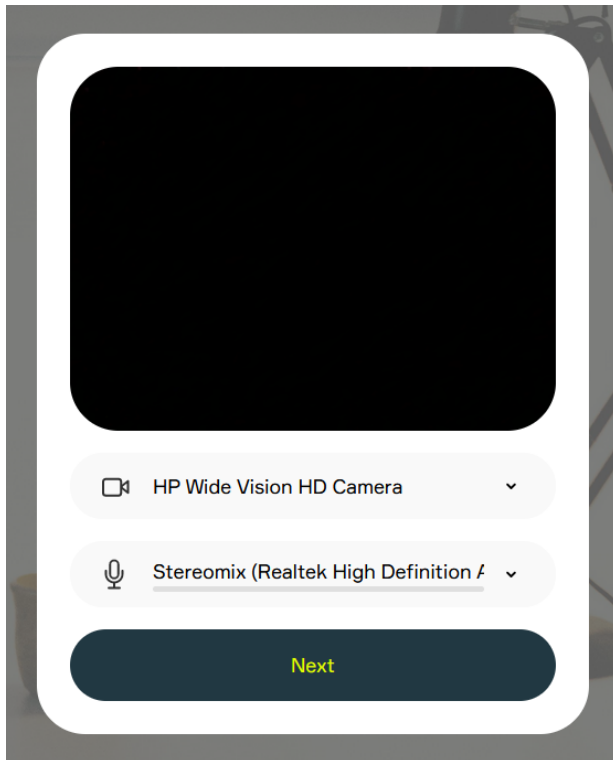 HP Wide Vision HD Camera
Stereomix (Realtek High Definition A
Next